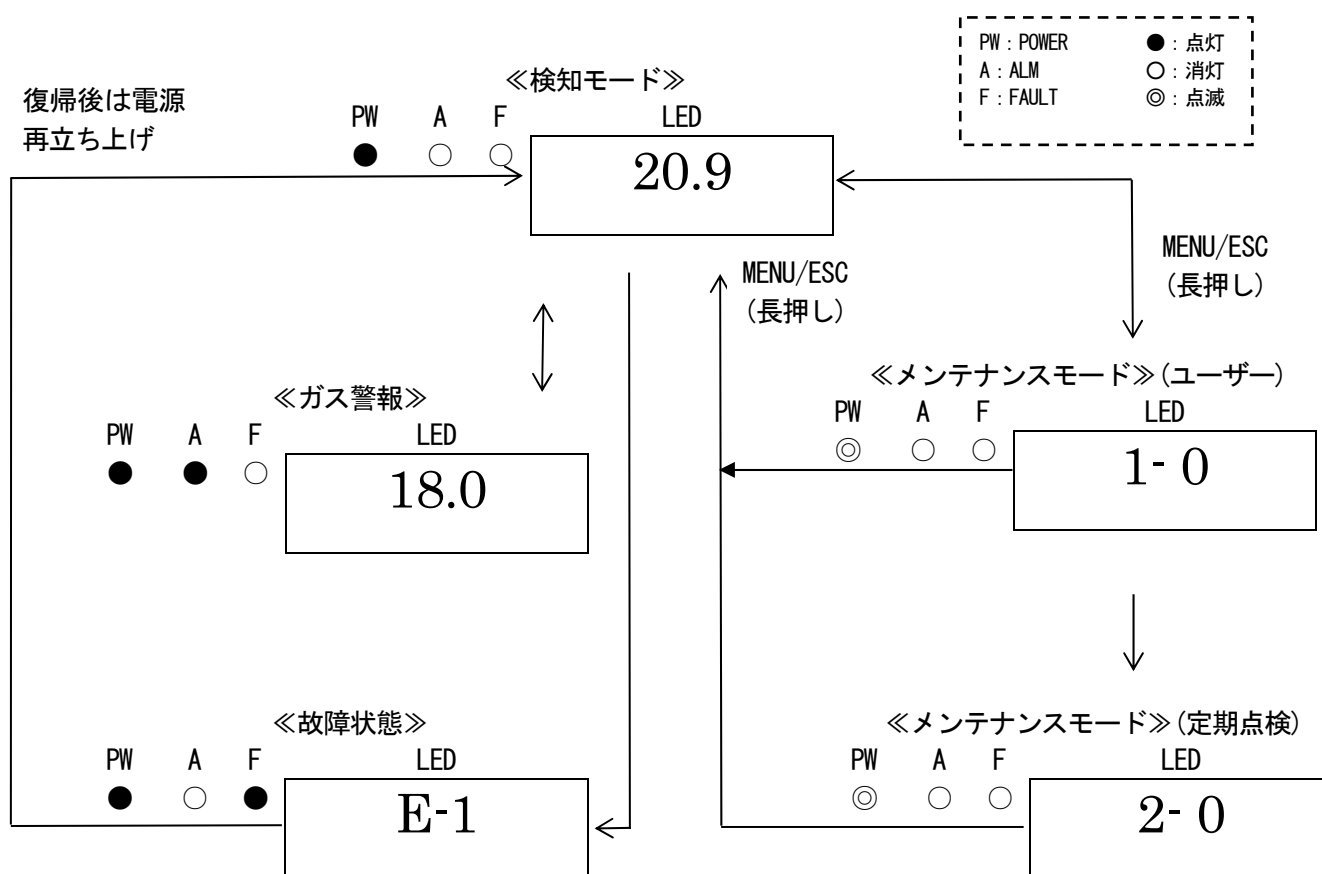 PW：POWER ●：点灯
A：ALM ○：消灯
F：FAULT ◎：点滅
≪検知モード≫
復帰後は電源
再立ち上げ
PW A F LED
● ○ ○
20.9
MENU/ESC
(長押し)
MENU/ESC
(長押し)
≪ガス警報≫
PW A F LED
● ● ○
18.0
≪メンテナンスモード≫(ユーザー)
PW A F LED
◎ ○ ○
1- 0
≪故障状態≫
PW A F LED
● ○ ●
E-1
≪メンテナンスモード≫(定期点検)
PW A F LED
◎ ○ ○
2- 0